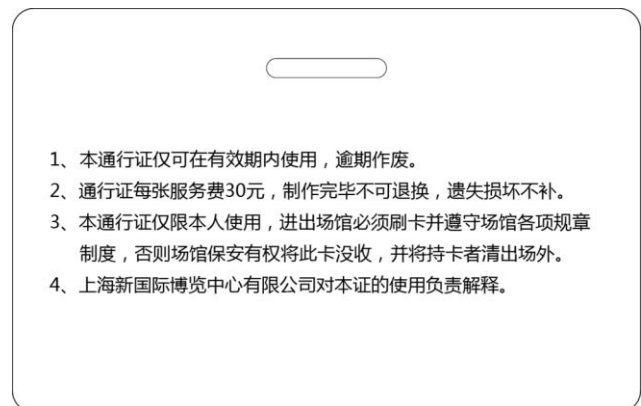 1、本通行证仅可在有效期内使用，逾期作废。
2、通行证每张服务费30元，制作完毕不可退换，遗失损坏不补。
3、本通行证仅限本人使用，进出场馆必须刷卡并遵守场馆各项规章
制度，否则场馆保安有权将此卡没收，并将持卡者清出场外。
4、上海新国际博览中心有限公司对本证的使用负责解释。